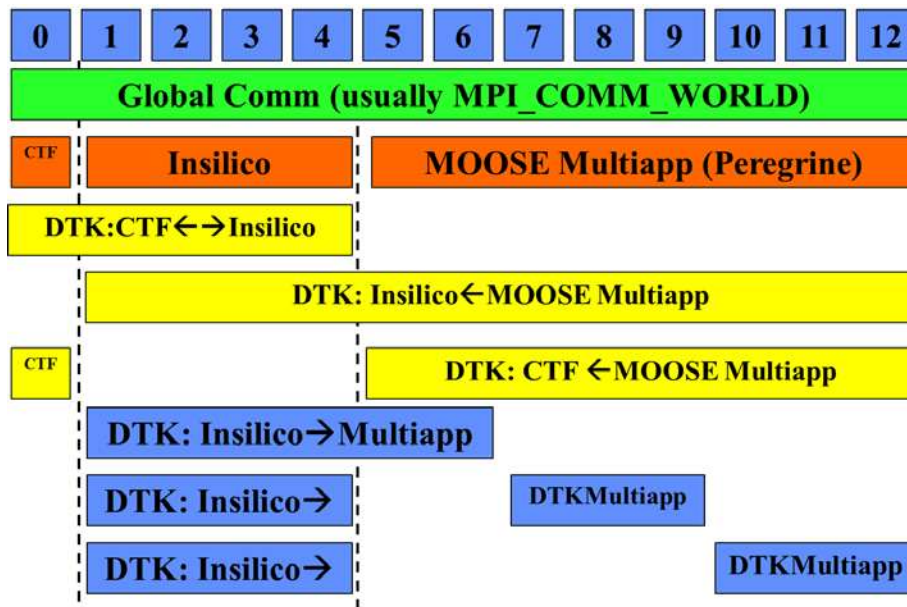 0 1 2 3 4 5 6 7 8 9 10 11 12
Global Comm (usually MPI_COMM_WORLD)
CTF Insilico MOOSE Multiapp (Peregrine)
DTK:CTF←→Insilico
DTK: Insilico←MOOSE Multiapp
CTF DTK: CTF ←MOOSE Multiapp
DTK: Insilico→Multiapp
DTK: Insilico→ DTKMultiapp
DTK: Insilico→ DTKMultiapp